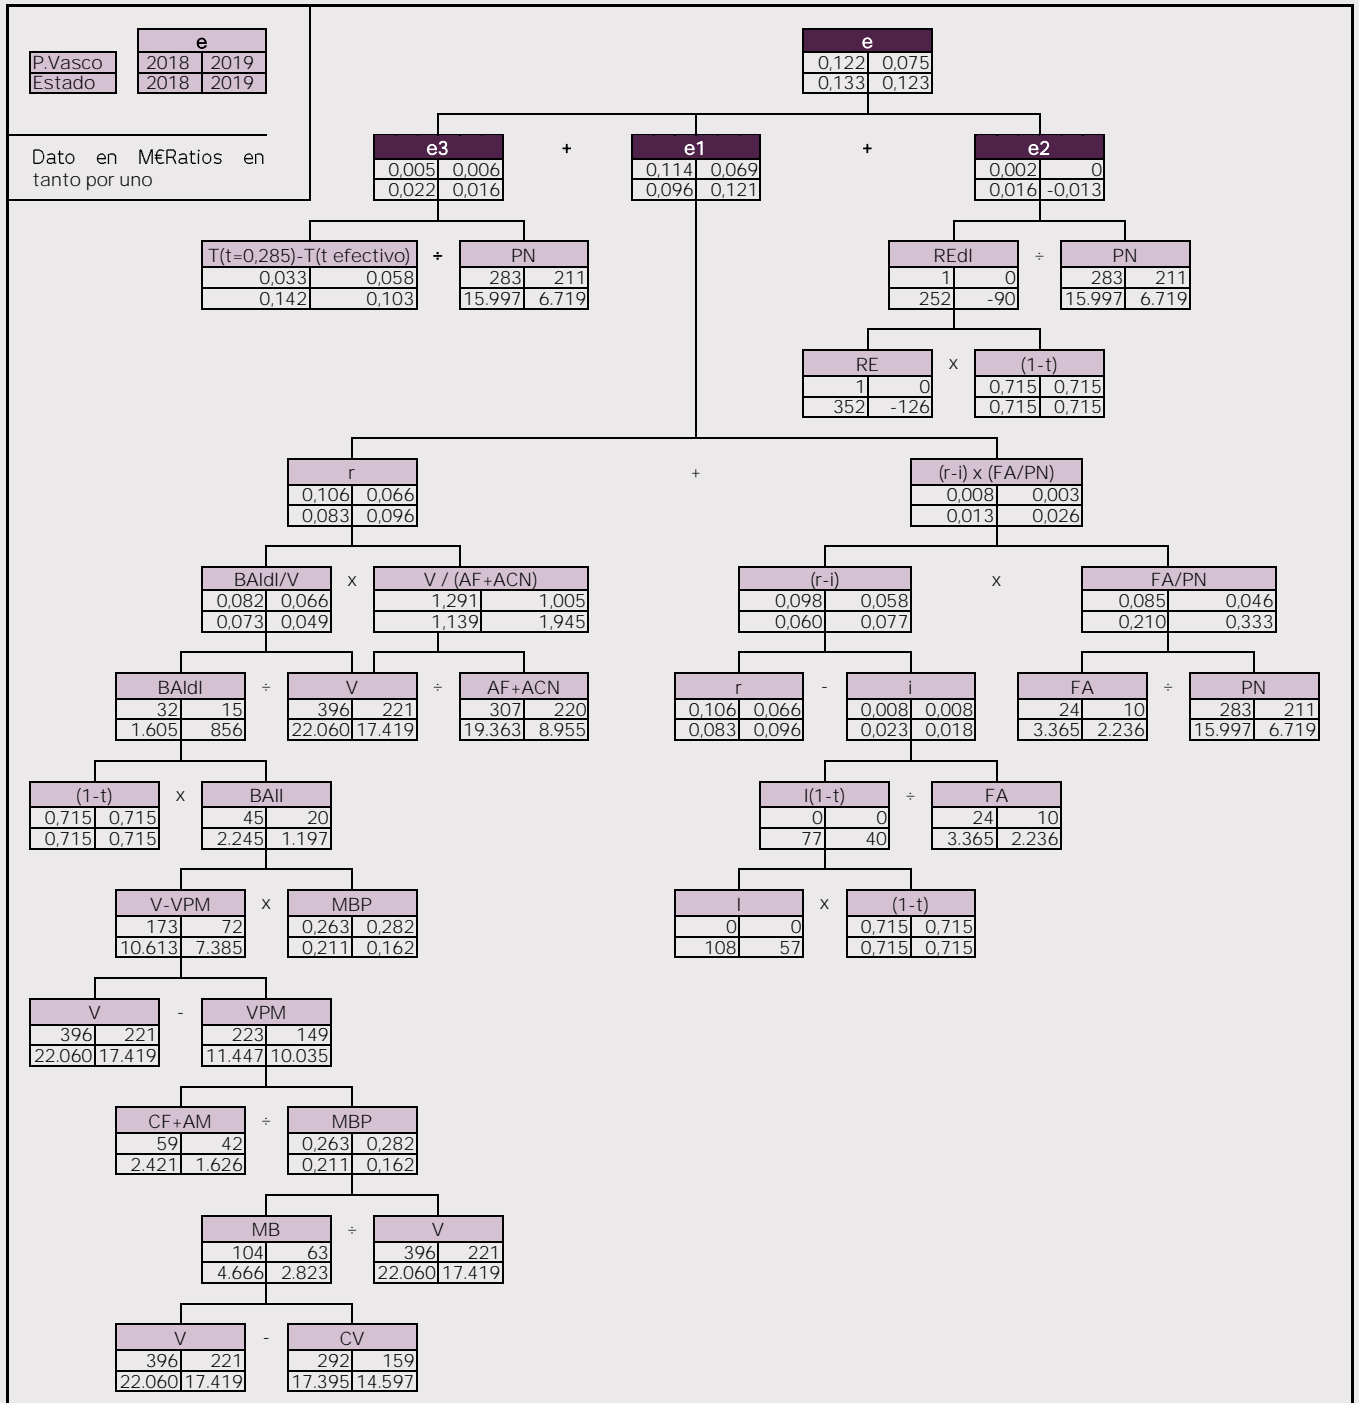 e
P.Vasco 2018 2019
Estado 2018 2019
Dato en M€Ratios en
tanto por uno
e
0,122 0,075
0,133 0,123
e3 + e1 + e2
0,005 0,006 0,114 0,069 0,002 0
0,022 0,016 0,096 0,121 0,016 -0,013
T(t=0,285)-T(t efectivo) ÷ PN REdI ÷ PN
0,033 0,058 283 211 1 0 283 211
0,142 0,103 15.997 6.719 252 -90 15.997 6.719
RE x (1-t)
1 0 0,715 0,715
352 -126 0,715 0,715
r + (r-i) x (FA/PN)
0,106 0,066 0,008 0,003
0,083 0,096 0,013 0,026
BAIdI/V x V / (AF+ACN) (r-i) x FA/PN
0,082 0,066 1,291 1,005 0,098 0,058 0,085 0,046
0,073 0,049 1,139 1,945 0,060 0,077 0,210 0,333
BAIdI ÷ V ÷ AF+ACN r - i FA ÷ PN
32 15 396 221 307 220 0,106 0,066 0,008 0,008 24 10 283 211
1.605 856 22.060 17.419 19.363 8.955 0,083 0,096 0,023 0,018 3.365 2.236 15.997 6.719
(1-t) x BAII I(1-t) ÷ FA
0,715 0,715 45 20 0 0 24 10
0,715 0,715 2.245 1.197 77 40 3.365 2.236
V-VPM x MBP I x (1-t)
173 72 0,263 0,282 0 0 0,715 0,715
10.613 7.385 0,211 0,162 108 57 0,715 0,715
V - VPM
396 221 223 149
22.060 17.419 11.447 10.035
CF+AM ÷ MBP
59 42 0,263 0,282
2.421 1.626 0,211 0,162
MB ÷ V
104 63 396 221
4.666 2.823 22.060 17.419
V - CV
396 221 292 159
22.060 17.419 17.395 14.597